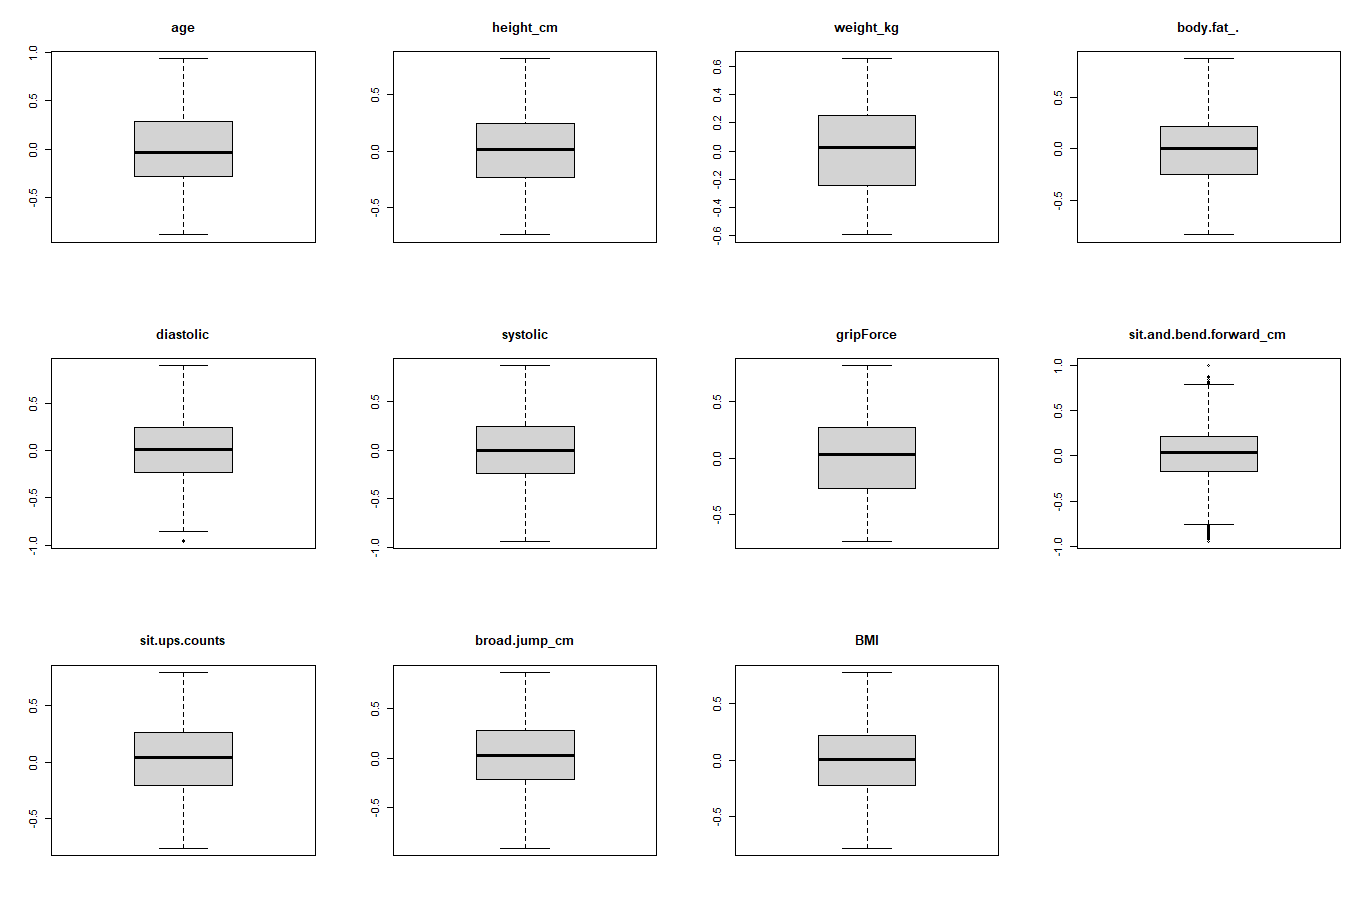 age height_cm weight_kg body.fat_.
1.0 0.5 0.0 -0.5
0.5 0.0 -0.5
0.6 0.4 0.2 0.0 -0.2 -0.4 -0.6
0.5 0.0 -0.5
diastolic systolic gripForce sit.and.bend.forward_cm
0.5 0.0 -0.5 -1.0
0.5 0.0 -0.5 -1.0
0.5 0.0 -0.5
1.0 0.5 0.0 -0.5 -1.0
sit.ups.counts broad.jump_cm BMI
0.5 0.0 -0.5
0.5 0.0 -0.5
0.5 0.0 -0.5